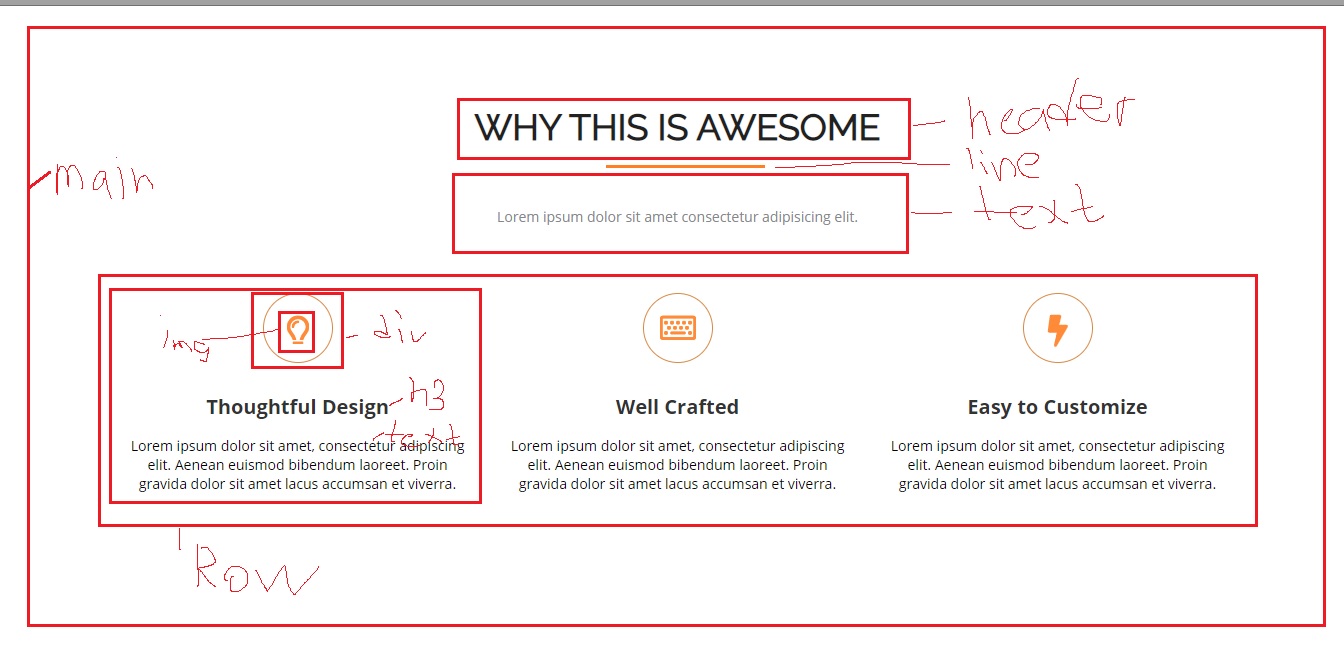 WHY THIS IS AWESOME
header
line
main
Lorem ipsum dolor sit amet consectetur adipisicing elit.
text
img
div
Thoughtful Design
h3
text
Lorem ipsum dolor sit amet, consectetur adipiscing
elit. Aenean euismod bibendum laoreet. Proin
gravida dolor sit amet lacus accumsan et viverra.
Well Crafted
Lorem ipsum dolor sit amet, consectetur adipiscing
elit. Aenean euismod bibendum laoreet. Proin
gravida dolor sit amet lacus accumsan et viverra.
Easy to Customize
Lorem ipsum dolor sit amet, consectetur adipiscing
elit. Aenean euismod bibendum laoreet. Proin
gravida dolor sit amet lacus accumsan et viverra.
Row